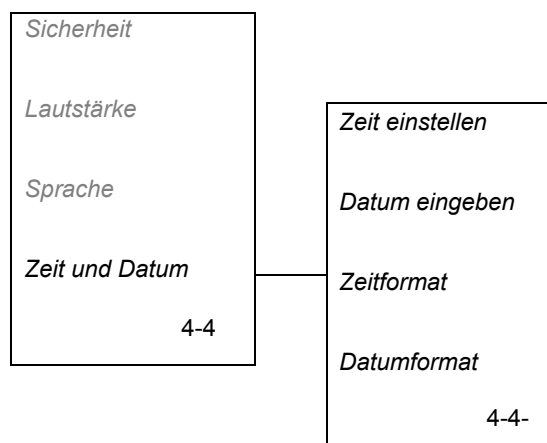 Sicherheit
Lautstärke
Sprache
Zeit und Datum
4-4
Zeit einstellen
Datum eingeben
Zeitformat
Datumformat
4-4-